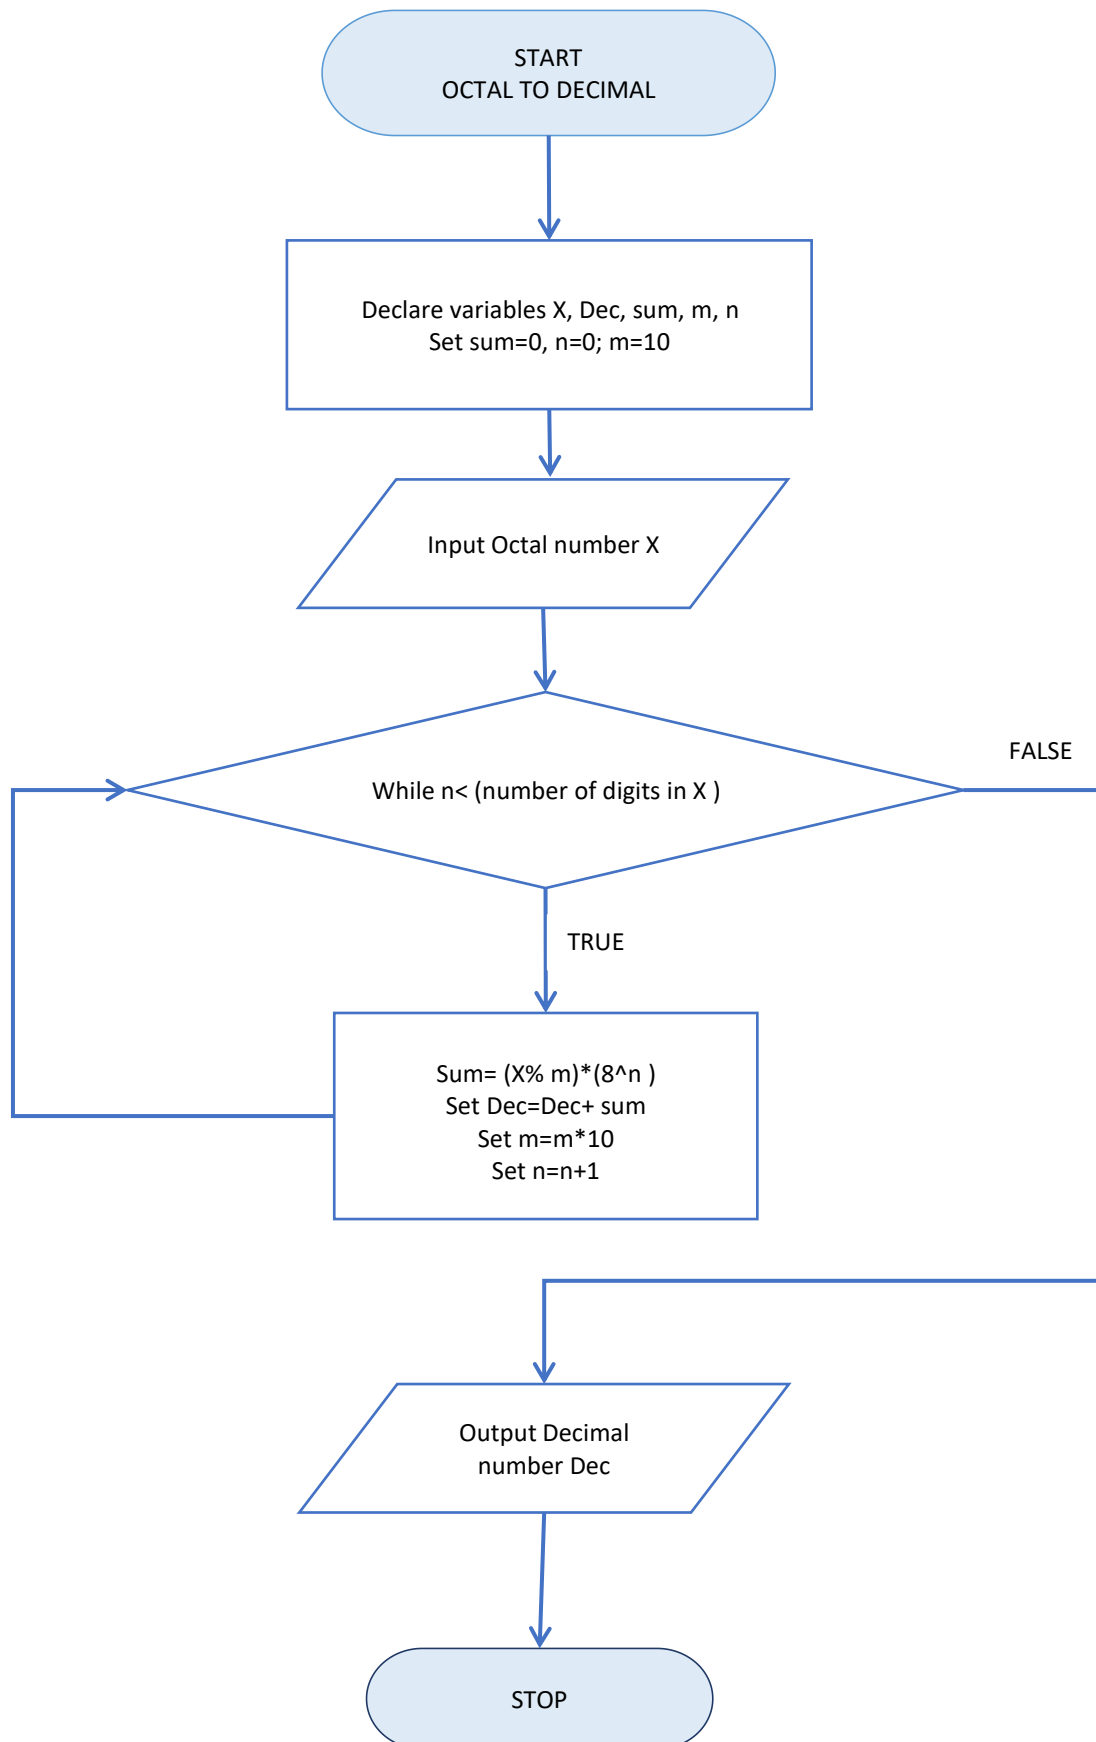 START
OCTAL TO DECIMAL
Declare variables X, Dec, sum, m, n
Set sum=0, n=0; m=10
Input Octal number X
While n< (number of digits in X )
FALSE
TRUE
Sum= (X% m)*(8^n )
Set Dec=Dec+ sum
Set m=m*10
Set n=n+1
Output Decimal
number Dec
STOP